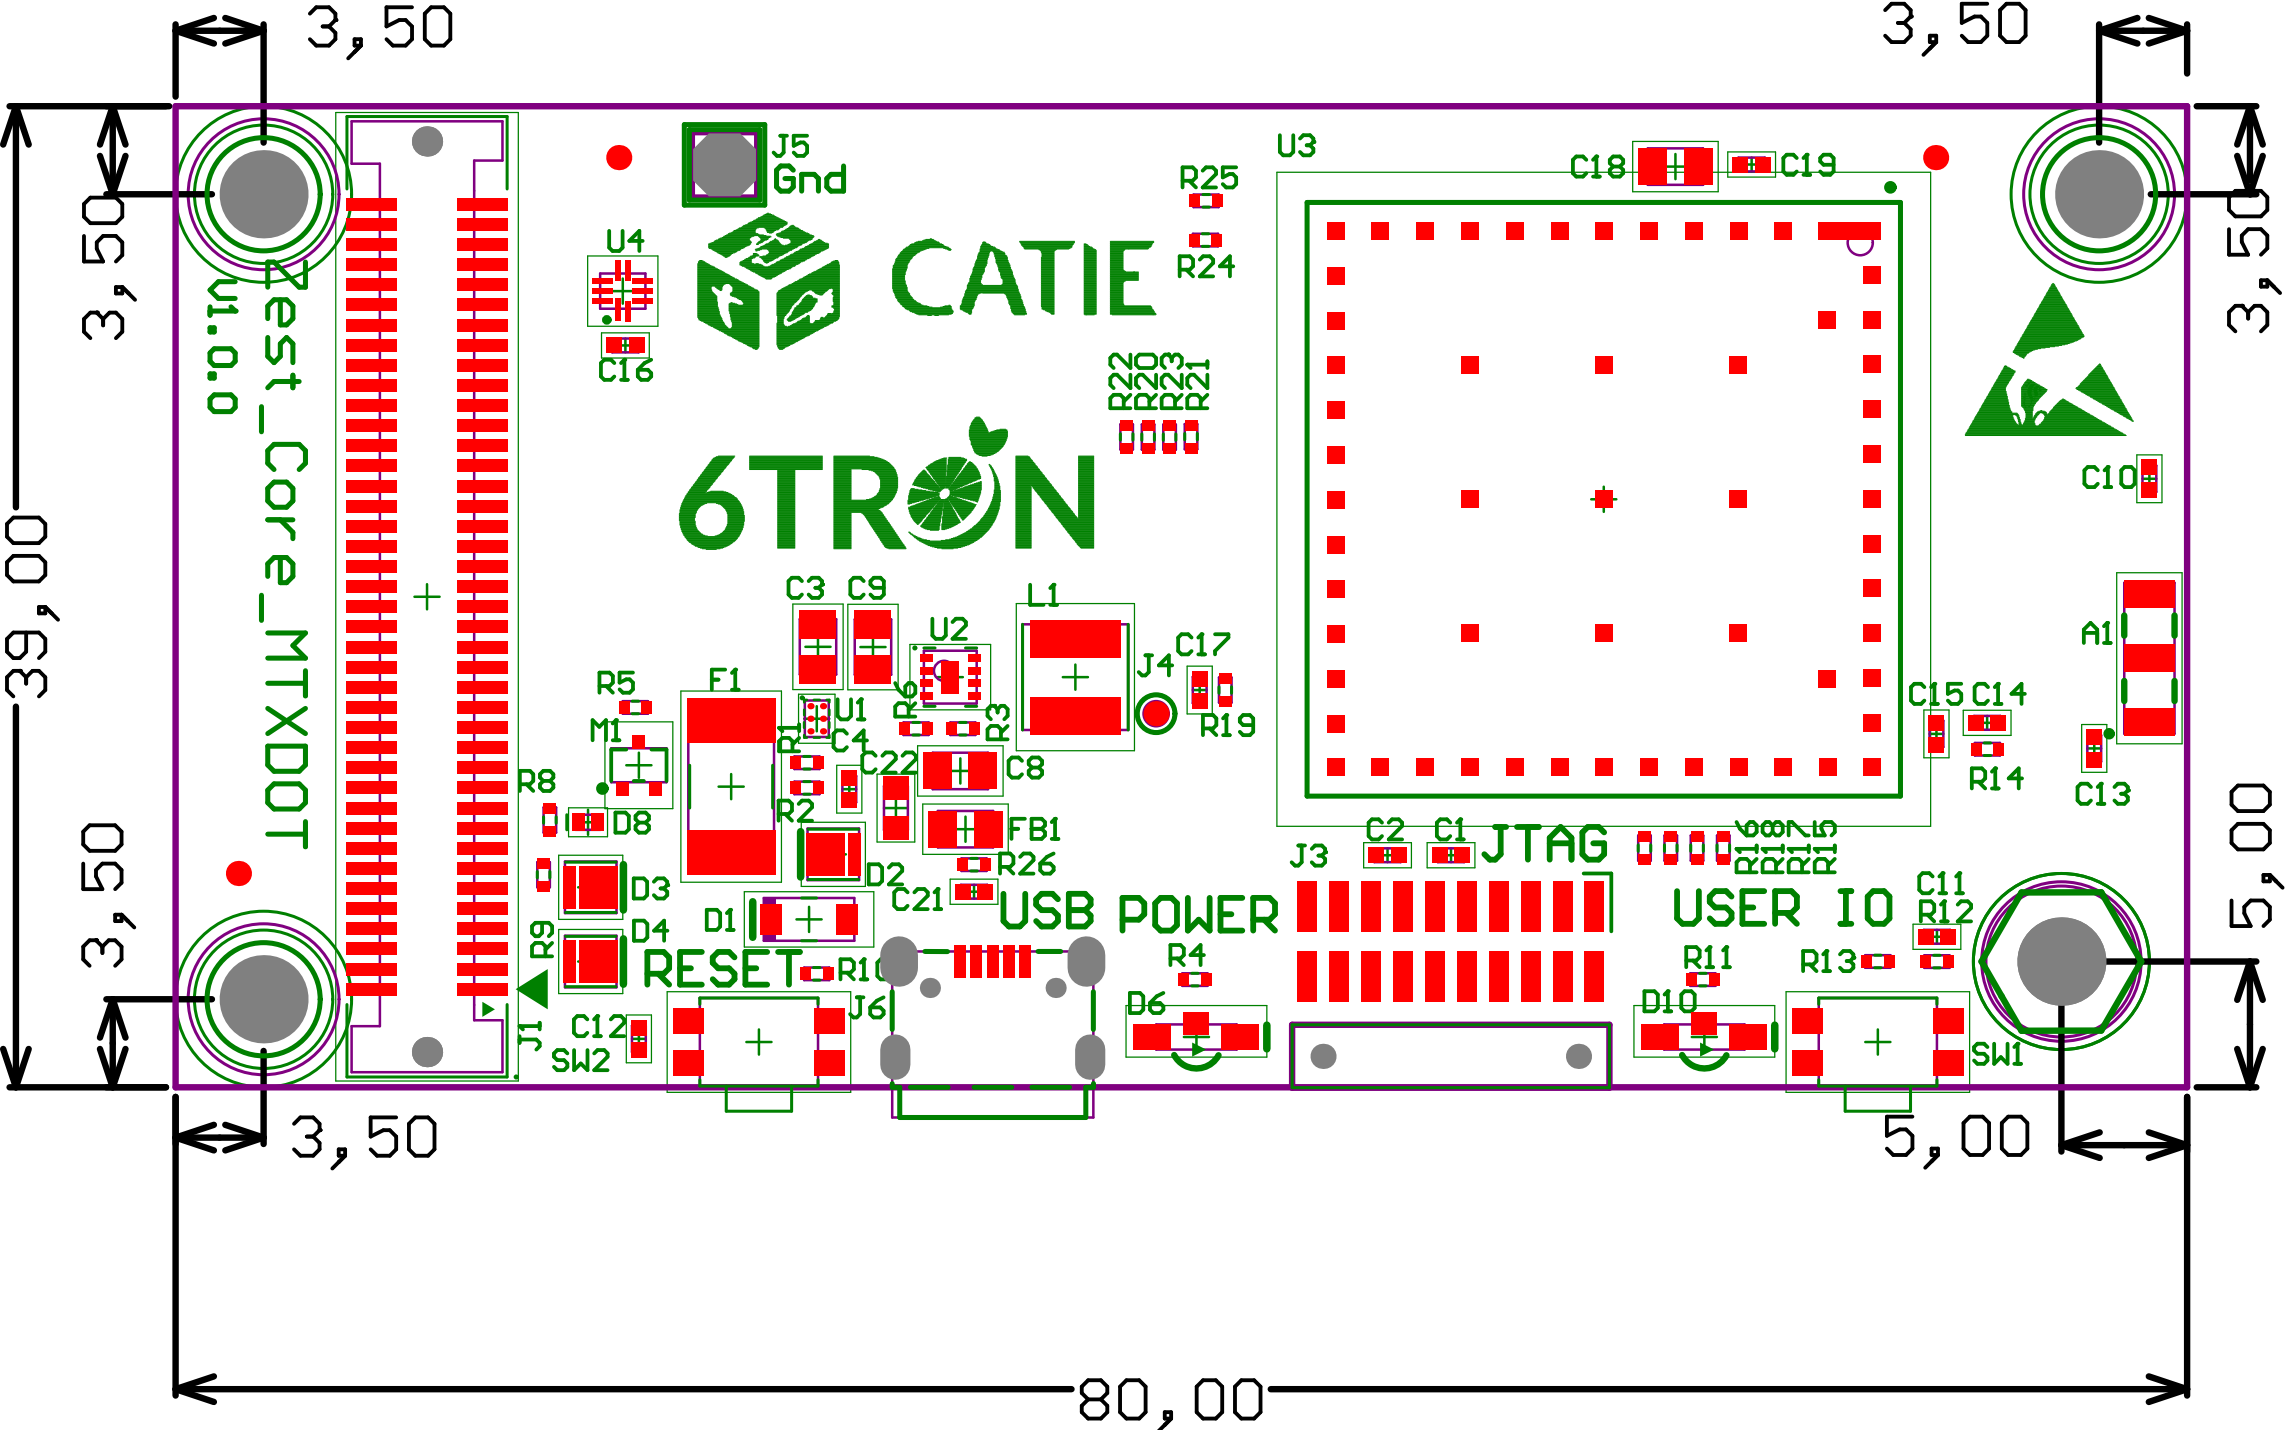 3,50
3,50
3,50
3,50
39,00
J5
Gnd
U3
C18
C19
R25
R24
U4
C16
CATIE
Zest_Core_MTXDOT
V1.0.0
R22
R20
R23
R21
6TRON
C10
C3
C9
L1
U2
A1
C17
J4
R5
F1
R6
R3
R19
C15
C14
M1
R1
U1
C4
C22
C8
R14
R8
R2
C13
D8
FB1
C2
C1
JTAG
R16
R18
R17
R15
J3
R26
D2
D3
C21
USB
POWER
USER IO
C11
R12
D1
D4
R9
RESET
R10
R4
R11
R13
D6
D10
J6
J1
C12
SW2
SW1
3,50
5,00
3,50
5,00
80,00